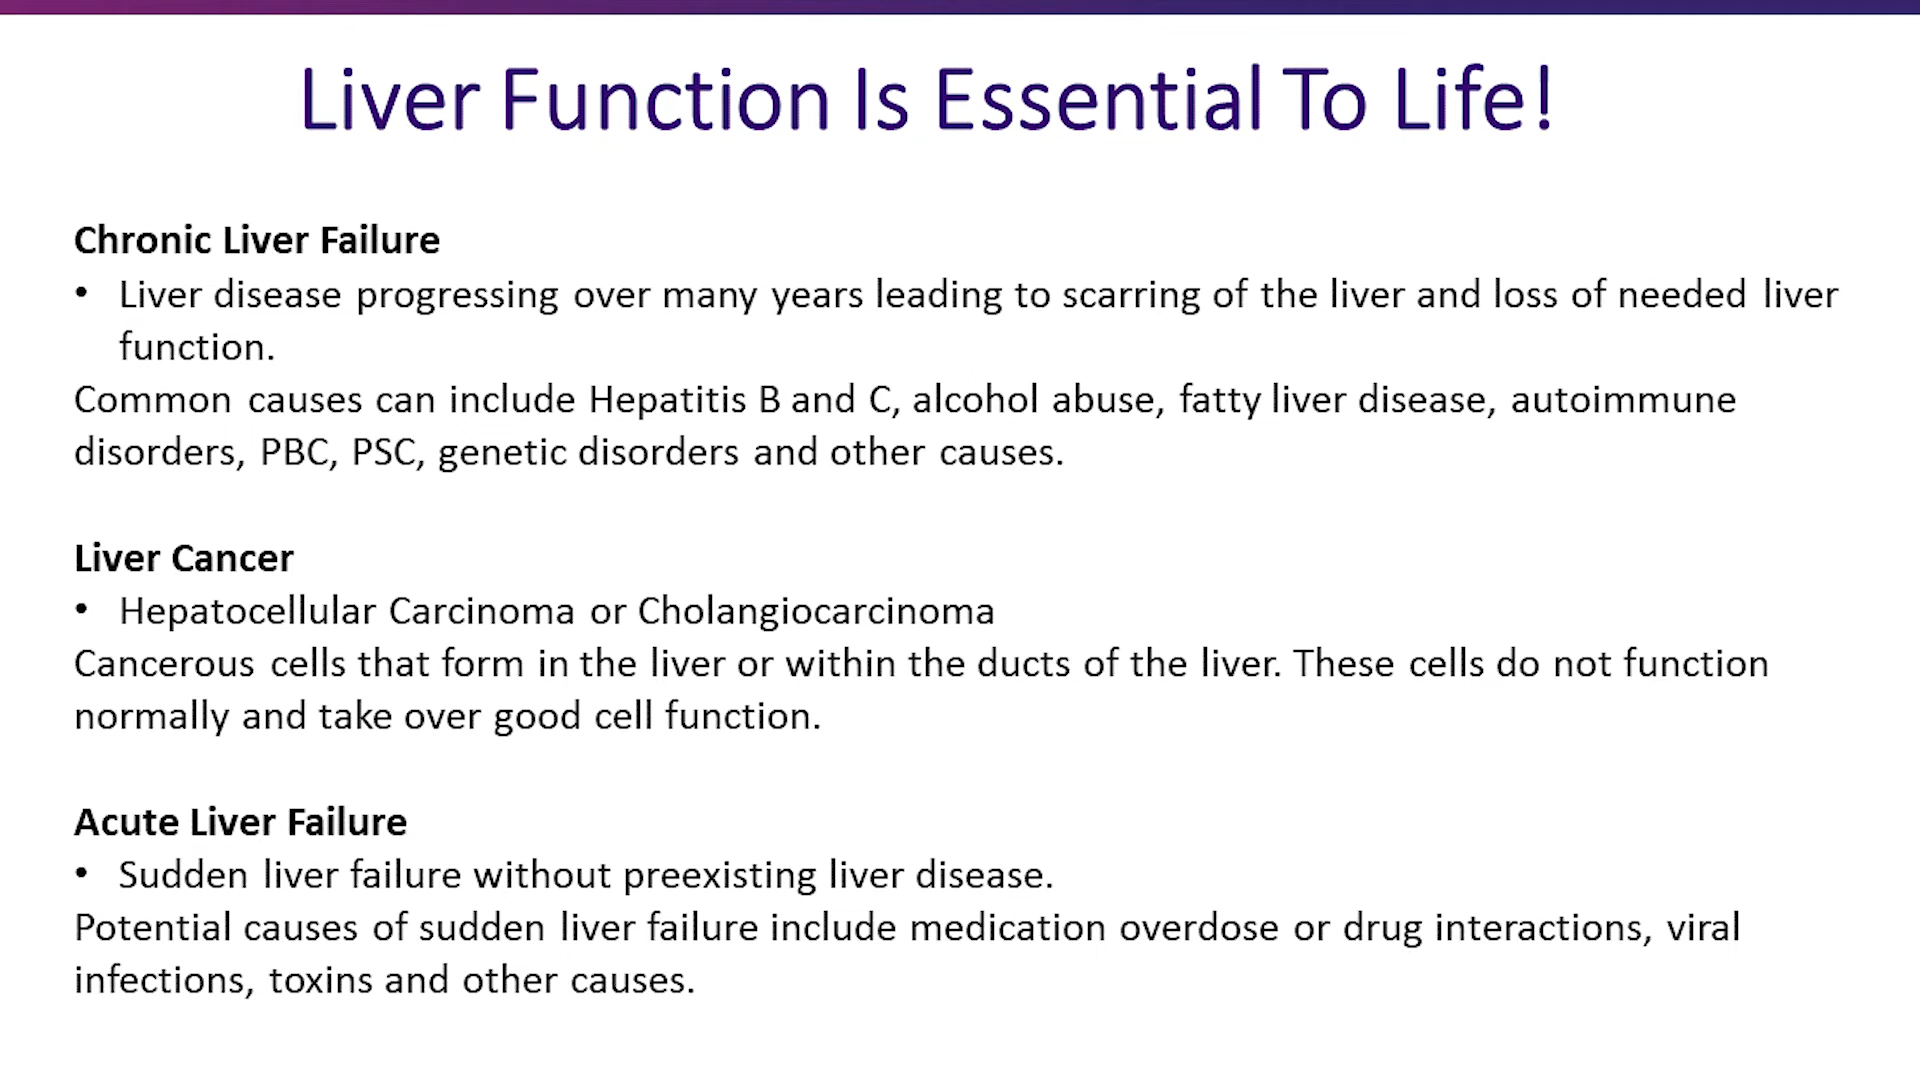 Liver Function Is Essential To Life!
Chronic Liver Failure
• Liver disease progressing over many years leading to scarring of the liver and loss of needed liver
function.
Common causes can include Hepatitis B and C, alcohol abuse, fatty liver disease, autoimmune
disorders, PBC, PSC, genetic disorders and other causes.
Liver Cancer
• Hepatocellular Carcinoma or Cholangiocarcinoma
Cancerous cells that form in the liver or within the ducts of the liver. These cells do not function
normally and take over good cell function.
Acute Liver Failure
• Sudden liver failure without preexisting liver disease.
Potential causes of sudden liver failure include medication overdose or drug interactions, viral
infections, toxins and other causes.